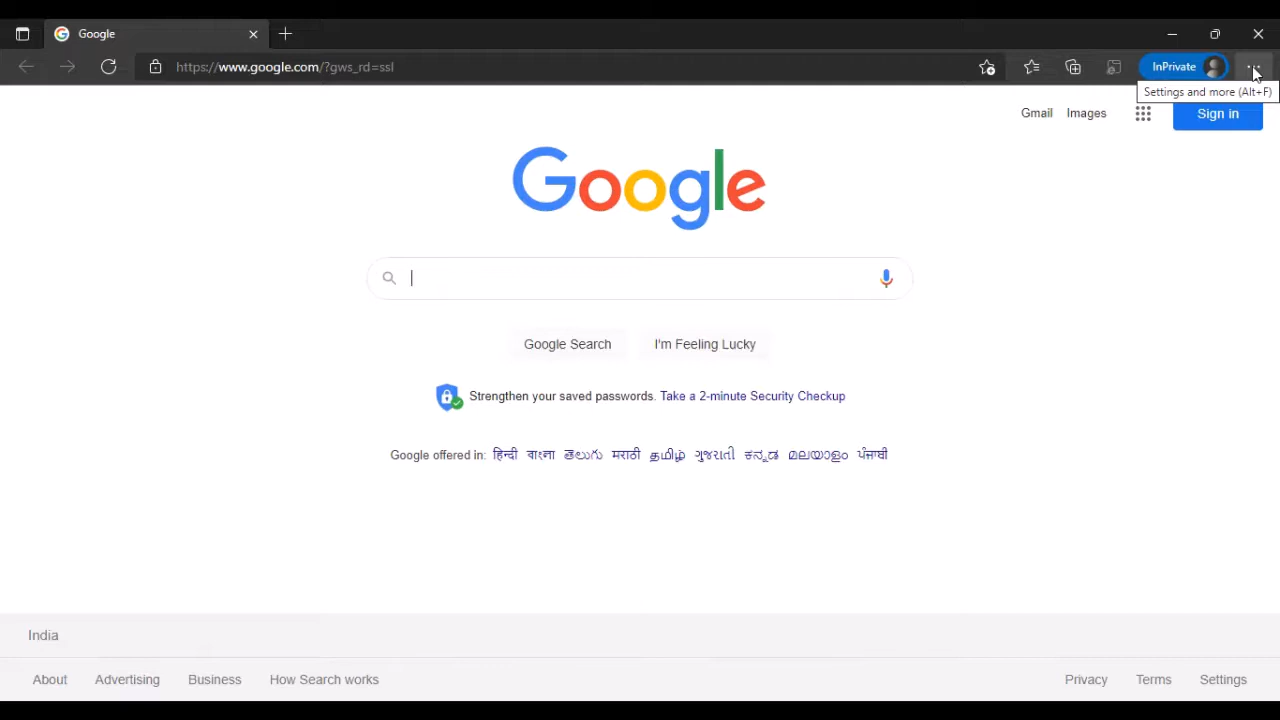 Google
https://www.google.com/?gws_rd=ssl
InPrivate
Settings and more (Alt+F)
Gmail Images Sign in
Google
Google Search I'm Feeling Lucky
Strengthen your saved passwords. Take a 2-minute Security Checkup
Google offered in: हिन्दी বাংলা తెలుగు मराठी தமிழ் ગુજરાતી ಕನ್ನಡ മലയാളം ਪੰਜਾਬੀ
India
About Advertising Business How Search works Privacy Terms Settings